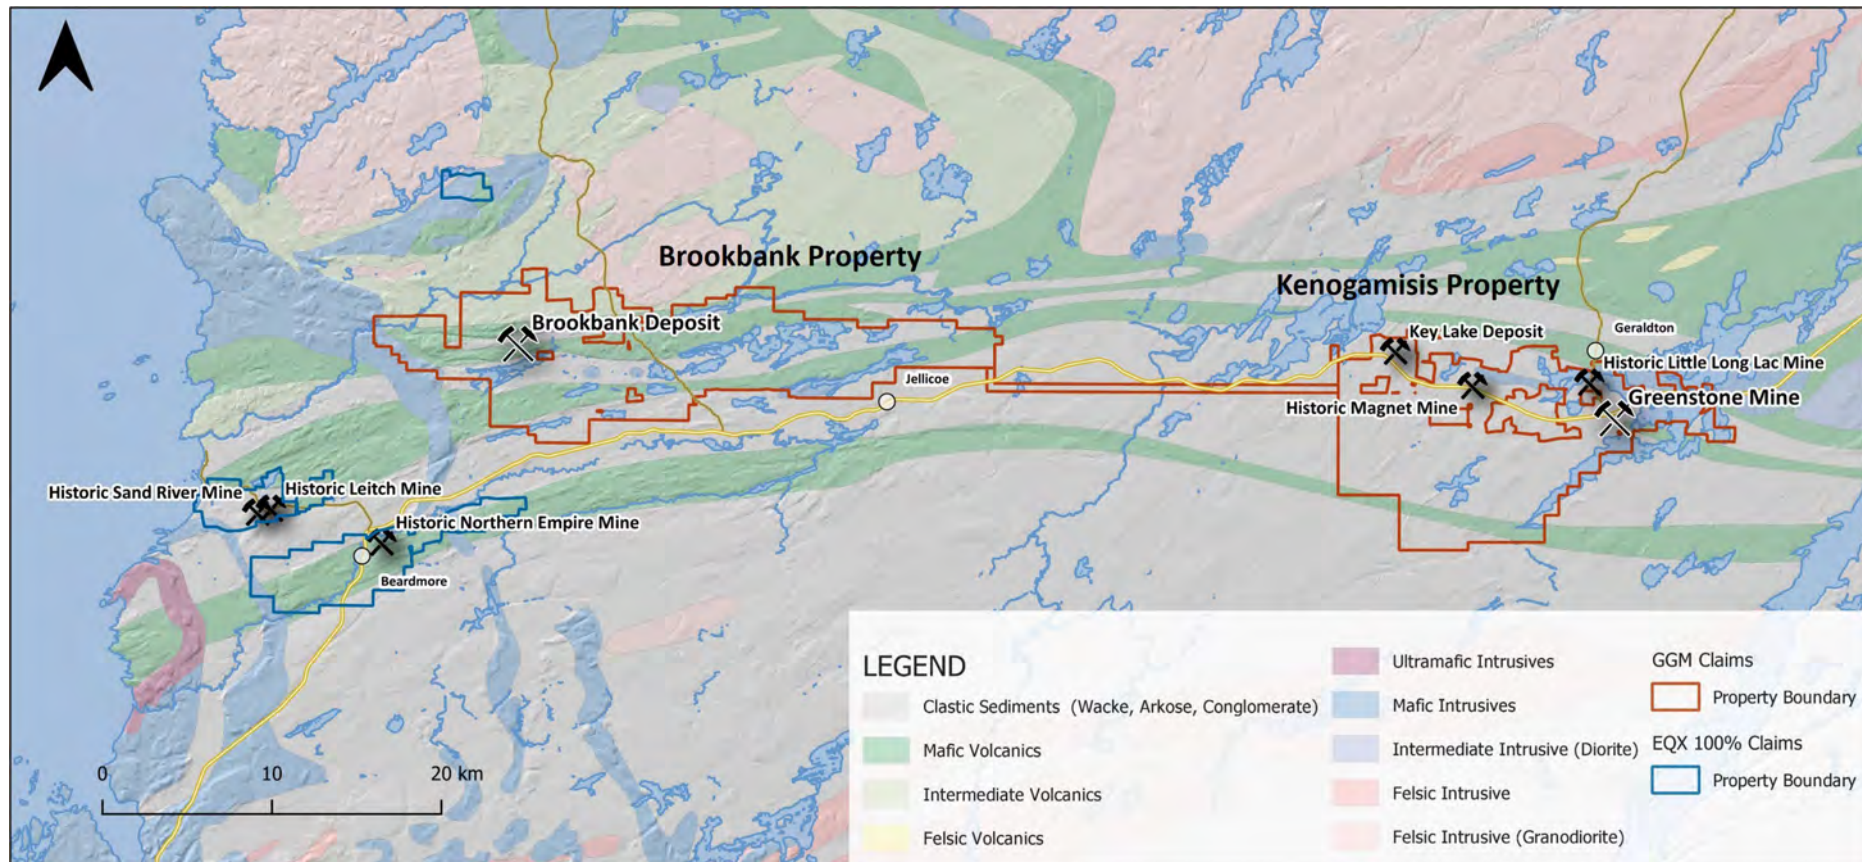 Brookbank Property
Kenogamisis Property
Brookbank Deposit
Key Lake Deposit
Geraldton
Historic Little Long Lac Mine
Jellicoe
Historic Magnet Mine
Greenstone Mine
Historic Sand River Mine
Historic Leitch Mine
Historic Northern Empire Mine
Beardmore
0 10 20 km
LEGEND
Clastic Sediments (Wacke, Arkose, Conglomerate)
Mafic Volcanics
Intermediate Volcanics
Felsic Volcanics
Ultramafic Intrusives
Mafic Intrusives
Intermediate Intrusive (Diorite)
Felsic Intrusive
Felsic Intrusive (Granodiorite)
GGM Claims
Property Boundary
EQX 100% Claims
Property Boundary